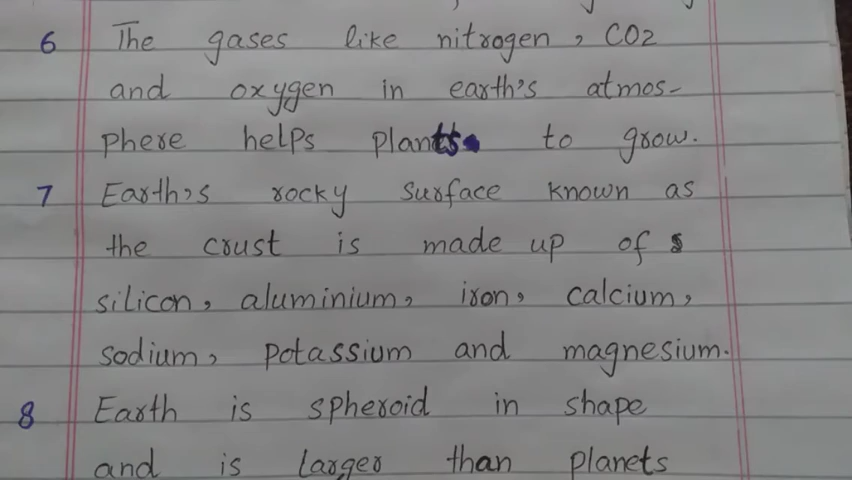 6 The gases like nitrogen, CO2
and oxygen in earth's atmos-
phere helps plants to grow.
7 Earth's rocky surface known as
the crust is made up of s
silicon, aluminium, iron, calcium,
sodium, potassium and magnesium.
8 Earth is spheroid in shape
and is larger than planets